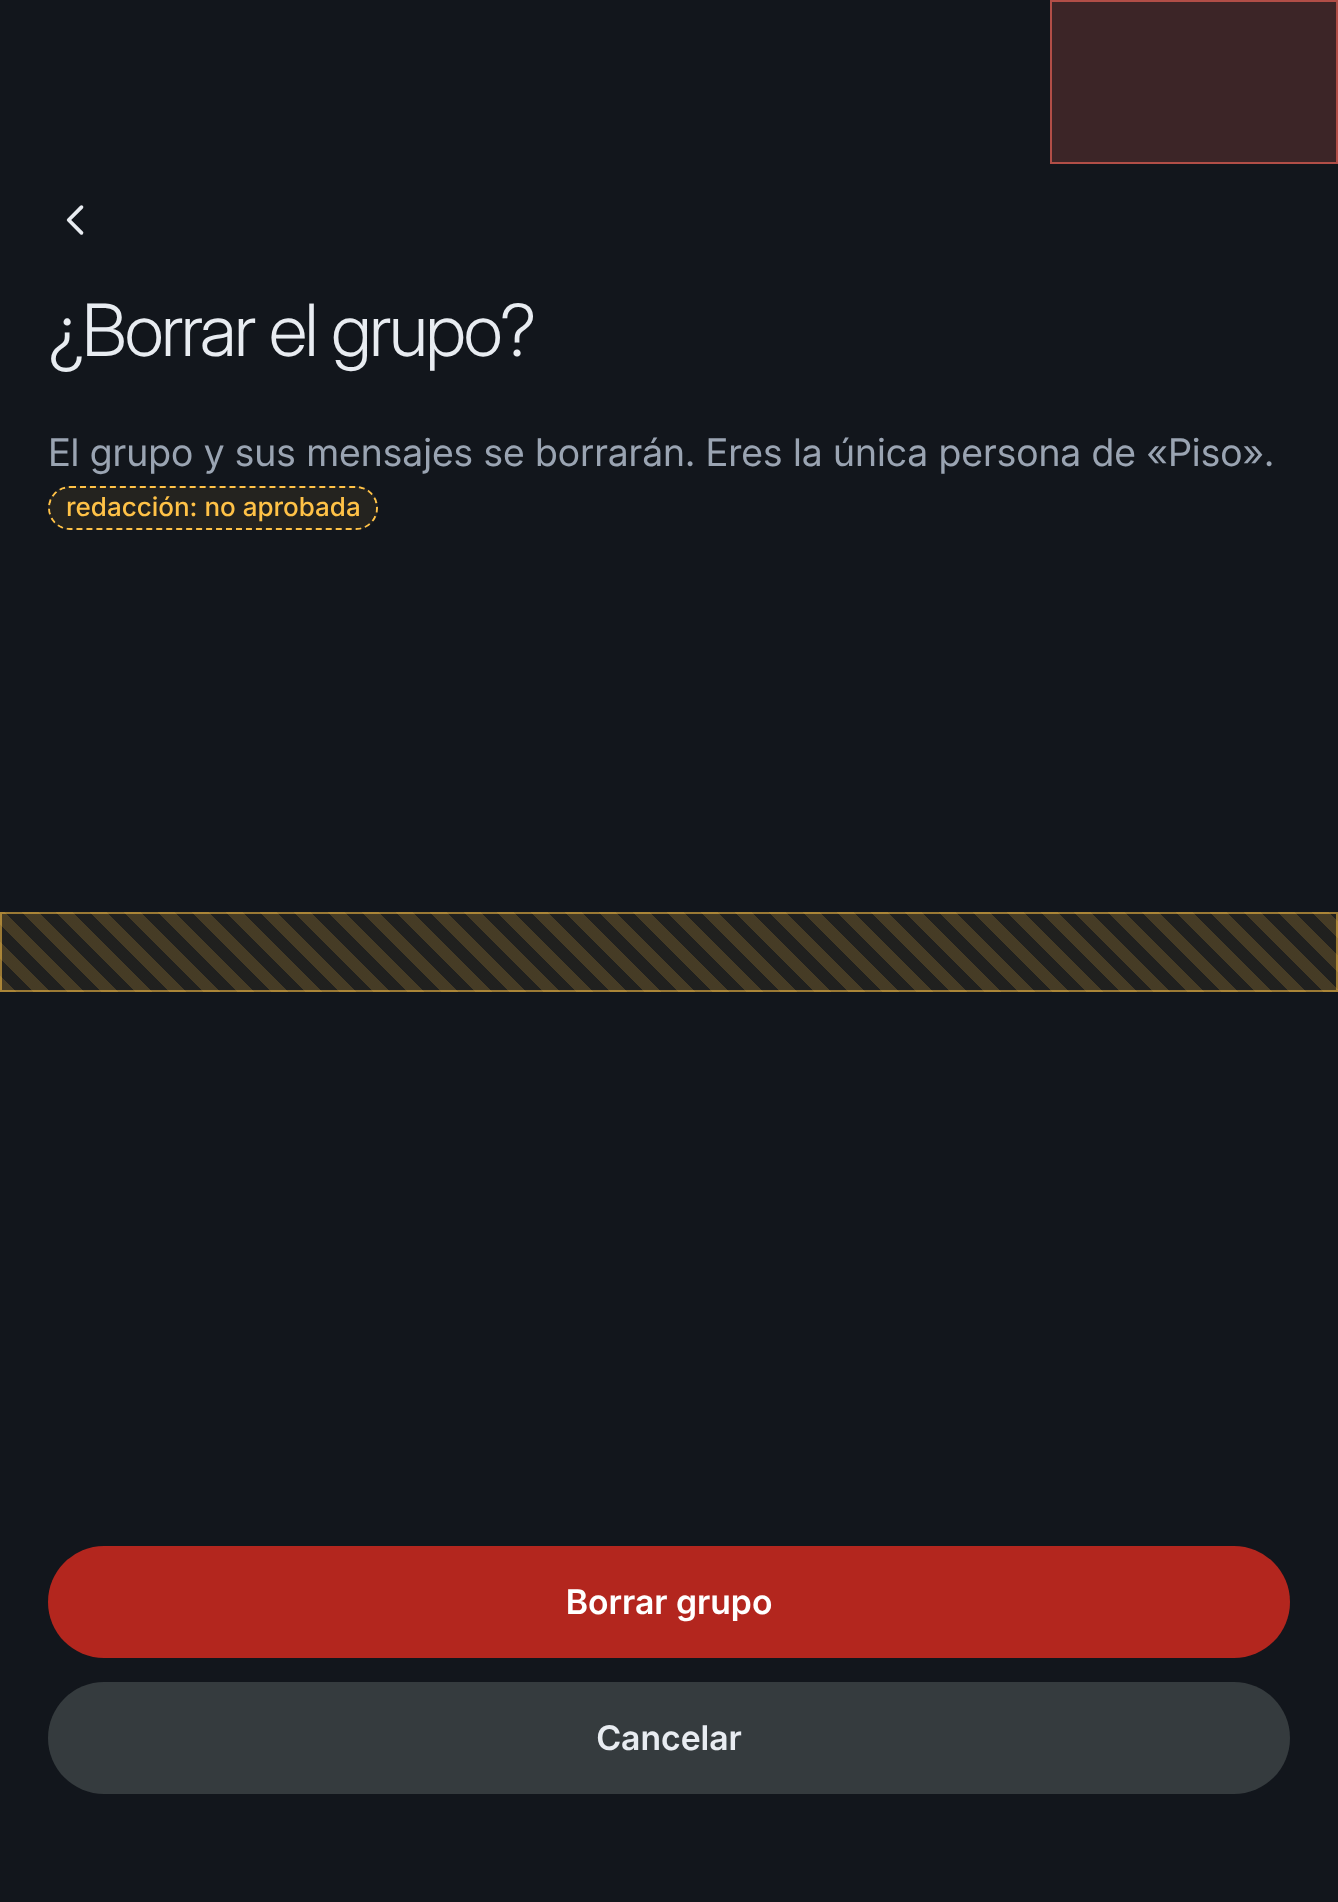 ¿Borrar el grupo?
El grupo y sus mensajes se borrarán. Eres la única persona de «Piso».
redacción: no aprobada
Borrar grupo
Cancelar